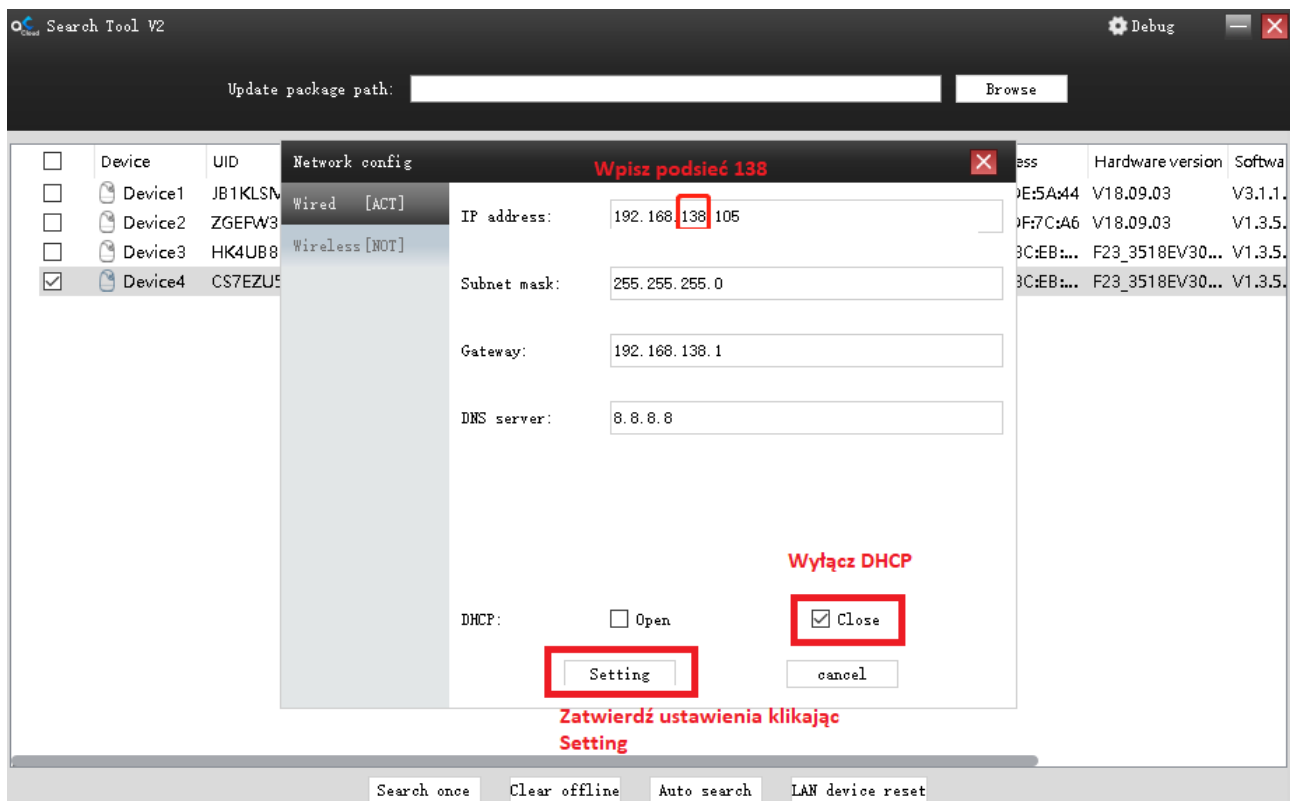 Cloud Search Tool V2 Debug
Update package path: Browse
Device UID ess Hardware version Softwa
Device1 JB1KLSM DE:5A:44 V18.09.03 V3.1.1.
Device2 ZGEFW3 DF:7C:A6 V18.09.03 V1.3.5.
Device3 HK4UB8 3C:EB:... F23_3518EV30... V1.3.5.
Device4 CS7EZU5 3C:EB:... F23_3518EV30... V1.3.5.
Network config
Wpisz podsieć 138
Wired [ACT]
Wireless[NOT]
IP address: 192.168.138.105
Subnet mask: 255.255.255.0
Gateway: 192.168.138.1
DNS server: 8.8.8.8
Wyłącz DHCP
DHCP: Open Close
Setting cancel
Zatwierdź ustawienia klikając
Setting
Search once Clear offline Auto search LAN device reset